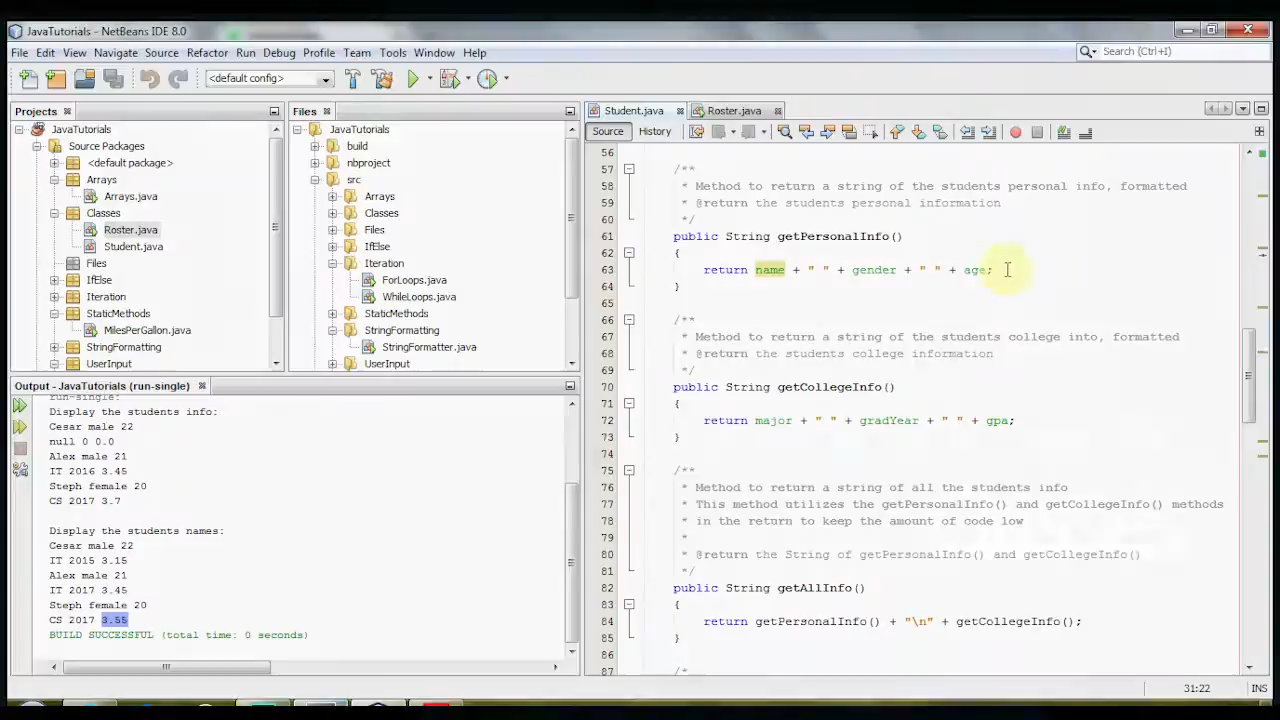 JavaTutorials - NetBeans IDE 8.0
File Edit View Navigate Source Refactor Run Debug Profile Team Tools Window Help
Search (Ctrl+I)
<default config>
Projects
JavaTutorials
Source Packages
<default package>
Arrays
Arrays.java
Classes
Roster.java
Student.java
Files
IfElse
Iteration
StaticMethods
MilesPerGallon.java
StringFormatting
UserInput
Files
JavaTutorials
build
nbproject
src
Arrays
Classes
Files
IfElse
Iteration
ForLoops.java
WhileLoops.java
StaticMethods
StringFormatting
StringFormatter.java
UserInput
Output - JavaTutorials (run-single)
run-single:
Display the students info:
Cesar male 22
null 0 0.0
Alex male 21
IT 2016 3.45
Steph female 20
CS 2017 3.7
Display the students names:
Cesar male 22
IT 2015 3.15
Alex male 21
IT 2017 3.45
Steph female 20
CS 2017 3.55
BUILD SUCCESSFUL (total time: 0 seconds)
Student.java Roster.java
Source History
56
57 /**
58 * Method to return a string of the students personal info, formatted
59 * @return the students personal information
60 */
61 public String getPersonalInfo()
62 {
63 return name + " " + gender + " " + age;
64 }
65
66 /**
67 * Method to return a string of the students college into, formatted
68 * @return the students college information
69 */
70 public String getCollegeInfo()
71 {
72 return major + " " + gradYear + " " + gpa;
73 }
74
75 /**
76 * Method to return a string of all the students info
77 * This method utilizes the getPersonalInfo() and getCollegeInfo() methods
78 * in the return to keep the amount of code low
79 *
80 * @return the String of getPersonalInfo() and getCollegeInfo()
81 */
82 public String getAllInfo()
83 {
84 return getPersonalInfo() + "\n" + getCollegeInfo();
85 }
86
87 /*
31:22 INS